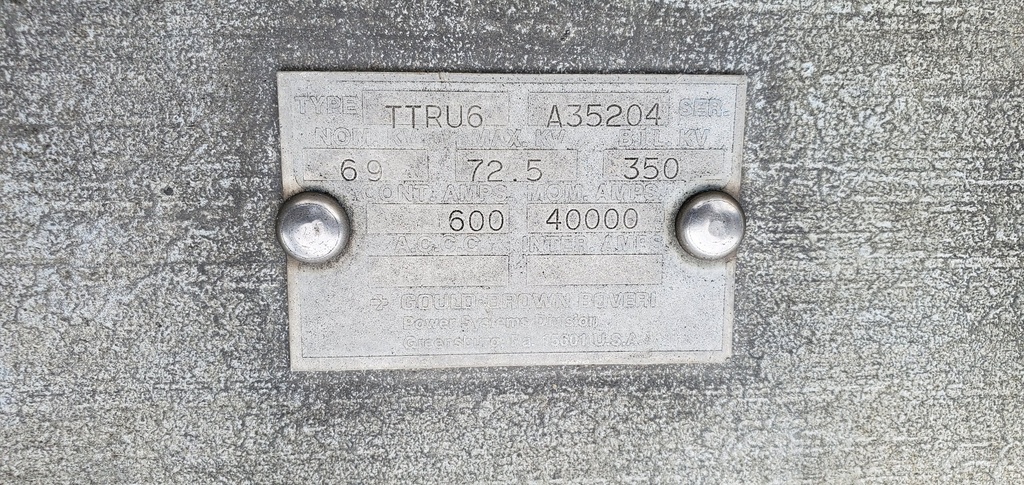 TYPE TTRU6 A35204 SER.
NOM. KV MAX. KV B.I.L. KV
69 72.5 350
CONT. AMPS. MOM. AMPS.
600 40000
A.C.C.C. INTER. AMPS.
GOULD-BROWN BOVERI
Power Systems Division
Greensburg, Pa. 15601 U.S.A.